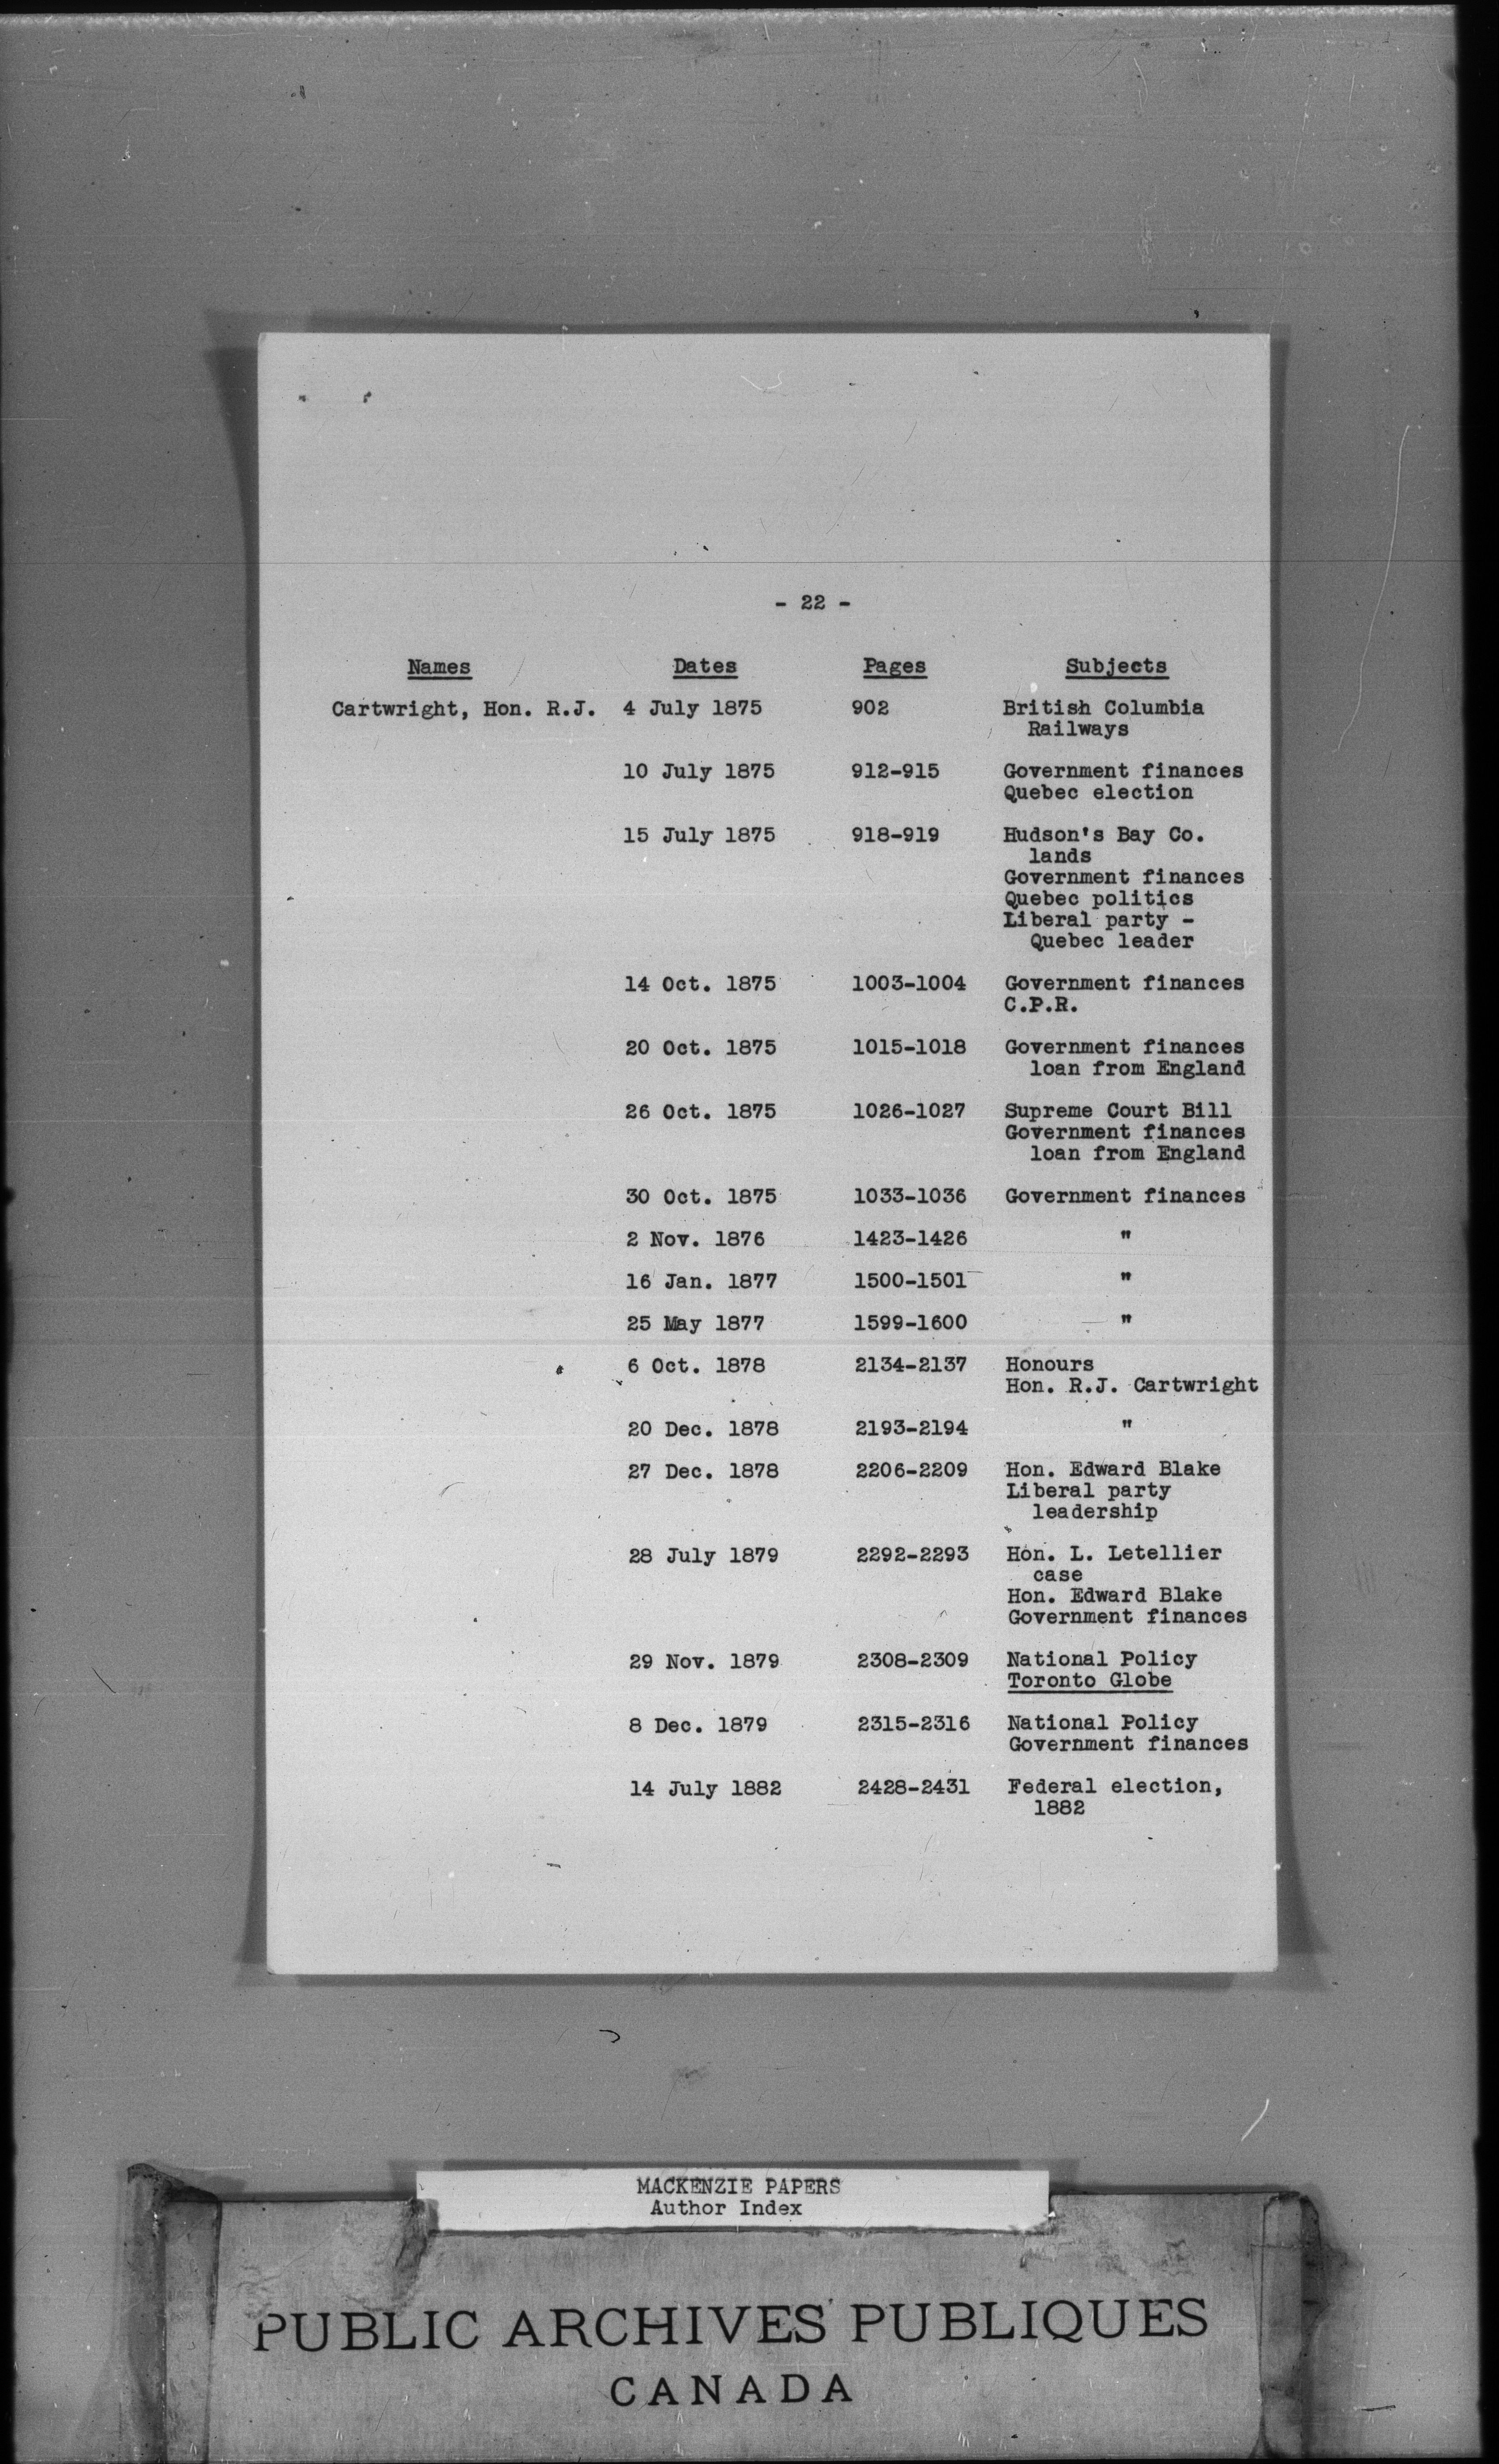 - 22 -
Names Dates Pages Subjects
Cartwright, Hon. R.J. 4 July 1875 902 British Columbia
Railways
10 July 1875 912-915 Government finances
Quebec election
15 July 1875 918-919 Hudson's Bay Co.
lands
Government finances
Quebec politics
Liberal party -
Quebec leader
14 Oct. 1875 1003-1004 Government finances
C.P.R.
20 Oct. 1875 1015-1018 Government finances
loan from England
26 Oct. 1875 1026-1027 Supreme Court Bill
Government finances
loan from England
30 Oct. 1875 1033-1036 Government finances
2 Nov. 1876 1423-1426 "
16 Jan. 1877 1500-1501 "
25 May 1877 1599-1600 "
6 Oct. 1878 2134-2137 Honours
Hon. R.J. Cartwright
20 Dec. 1878 2193-2194 "
27 Dec. 1878 2206-2209 Hon. Edward Blake
Liberal party
leadership
28 July 1879 2292-2293 Hon. L. Letellier
case
Hon. Edward Blake
Government finances
29 Nov. 1879 2308-2309 National Policy
Toronto Globe
8 Dec. 1879 2315-2316 National Policy
Government finances
14 July 1882 2428-2431 Federal election,
1882
MACKENZIE PAPERS
Author Index
PUBLIC ARCHIVES PUBLIQUES
CANADA